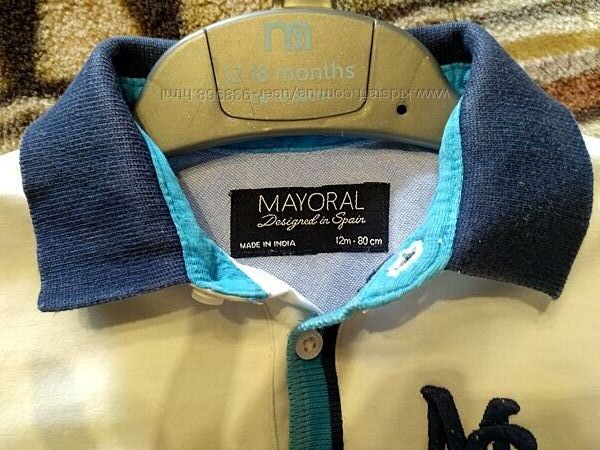 m
12-18 months
MAYORAL
Designed in Spain
MADE IN INDIA
12m - 80 cm
M